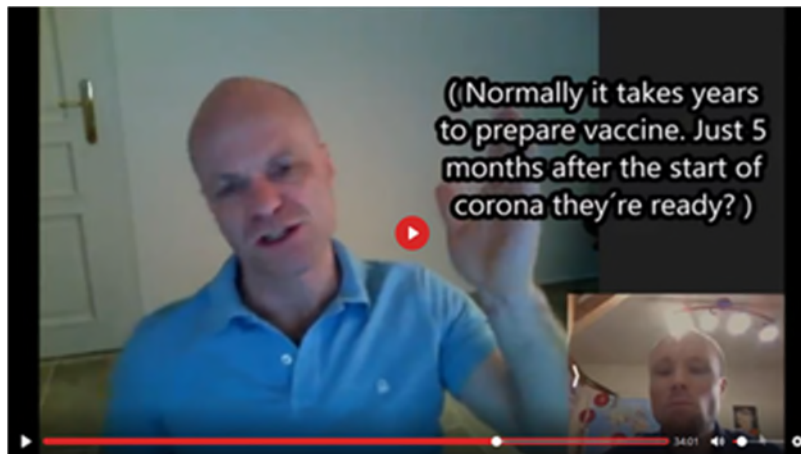 ( Normally it takes years
to prepare vaccine. Just 5
months after the start of
corona they´re ready? )
34:01